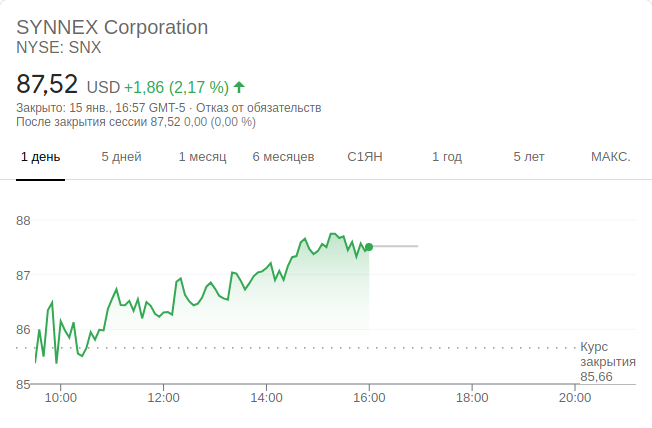 SYNNEX Corporation
NYSE: SNX
87,52 USD +1,86 (2,17 %)
Закрыто: 15 янв., 16:57 GMT-5 · Отказ от обязательств
После закрытия сессии 87,52 0,00 (0,00 %)
1 день 5 дней 1 месяц 6 месяцев С1ЯН 1 год 5 лет МАКС.
88
87
86
Курс
закрытия
85,66
85
10:00 12:00 14:00 16:00 18:00 20:00